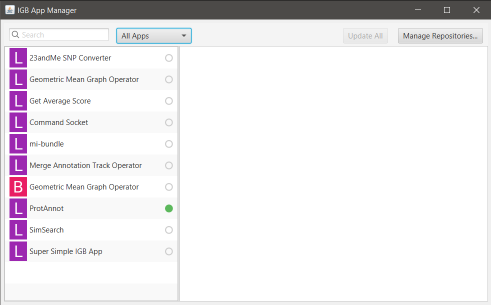 IGB App Manager
Search
All Apps
Update All
Manage Repositories...
L 23andMe SNP Converter
L Geometric Mean Graph Operator
L Get Average Score
L Command Socket
L mi-bundle
L Merge Annotation Track Operator
B Geometric Mean Graph Operator
L ProtAnnot
L SimSearch
L Super Simple IGB App